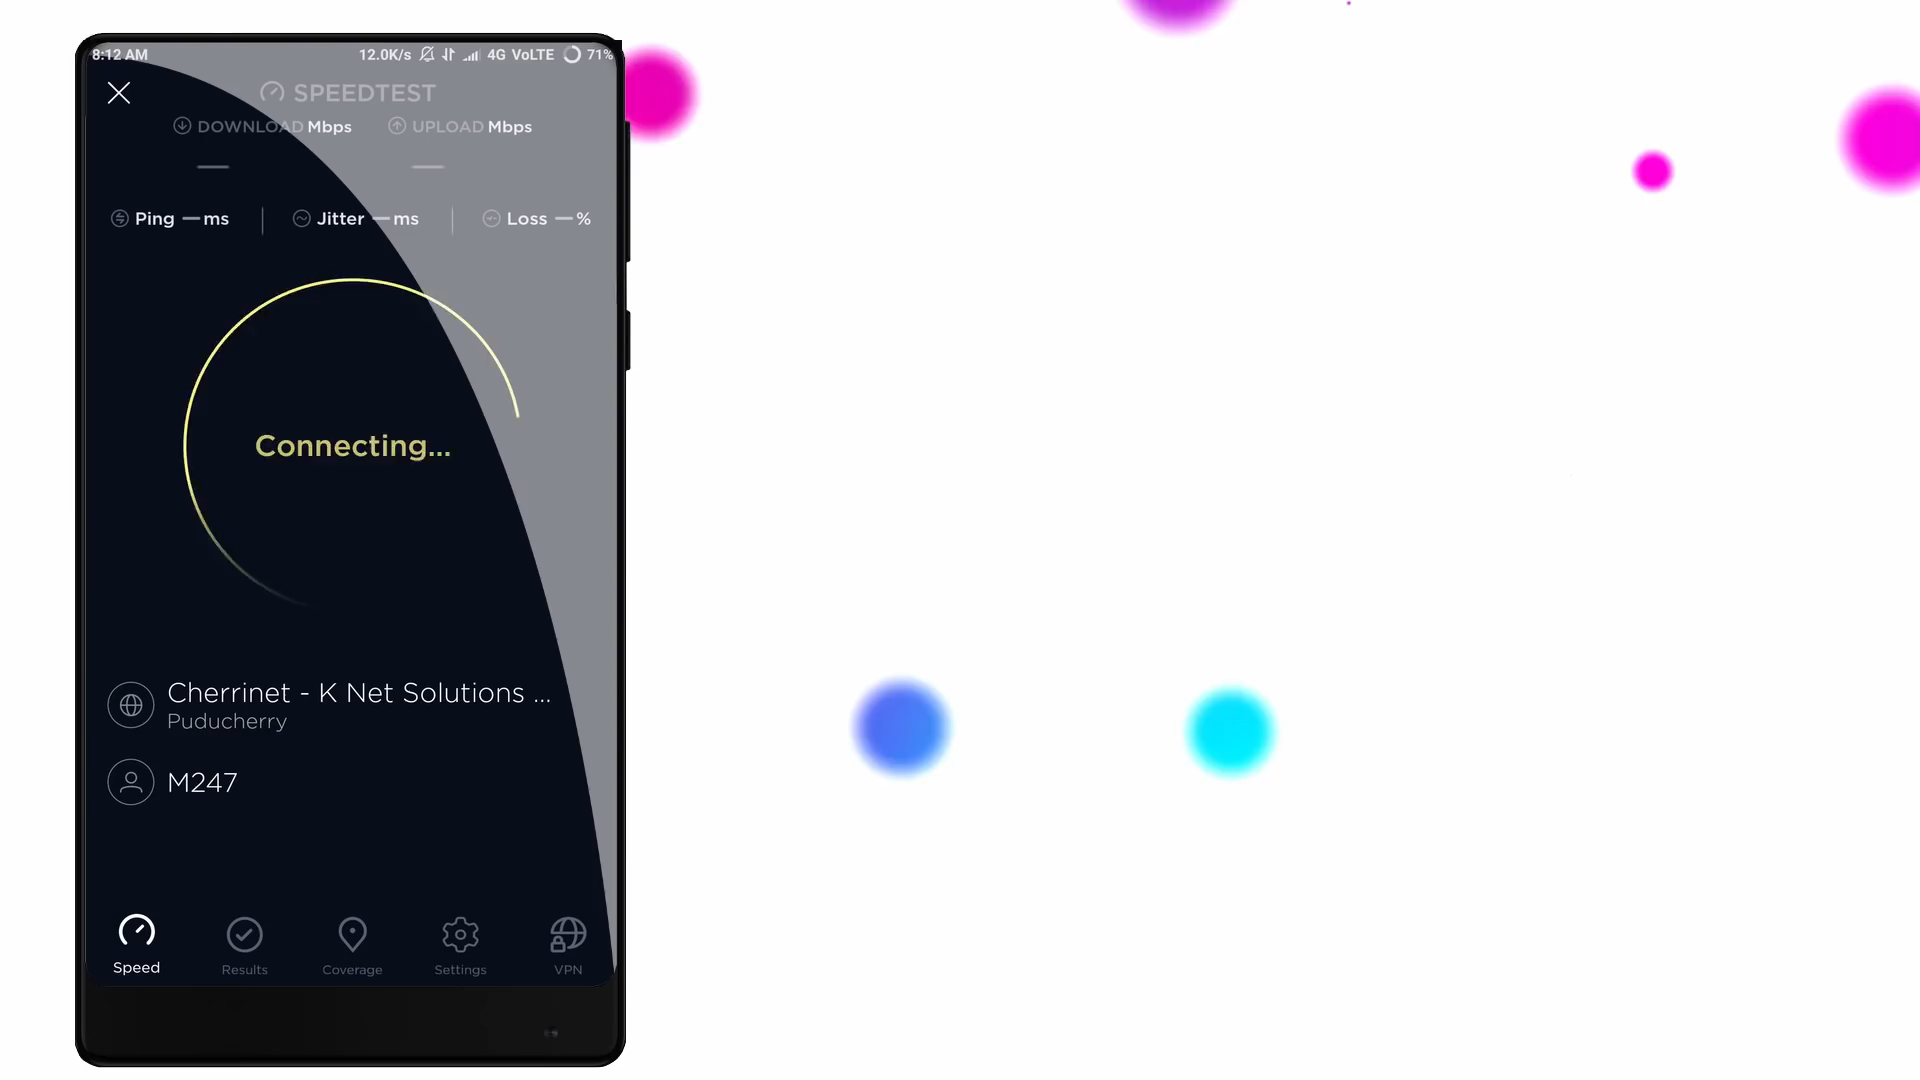 8:12 AM 12.0K/s 4G VoLTE 71%
SPEEDTEST
DOWNLOAD Mbps UPLOAD Mbps
Ping — ms Jitter — ms Loss — %
Connecting...
Cherrinet - K Net Solutions ...
Puducherry
M247
Speed Results Coverage Settings VPN